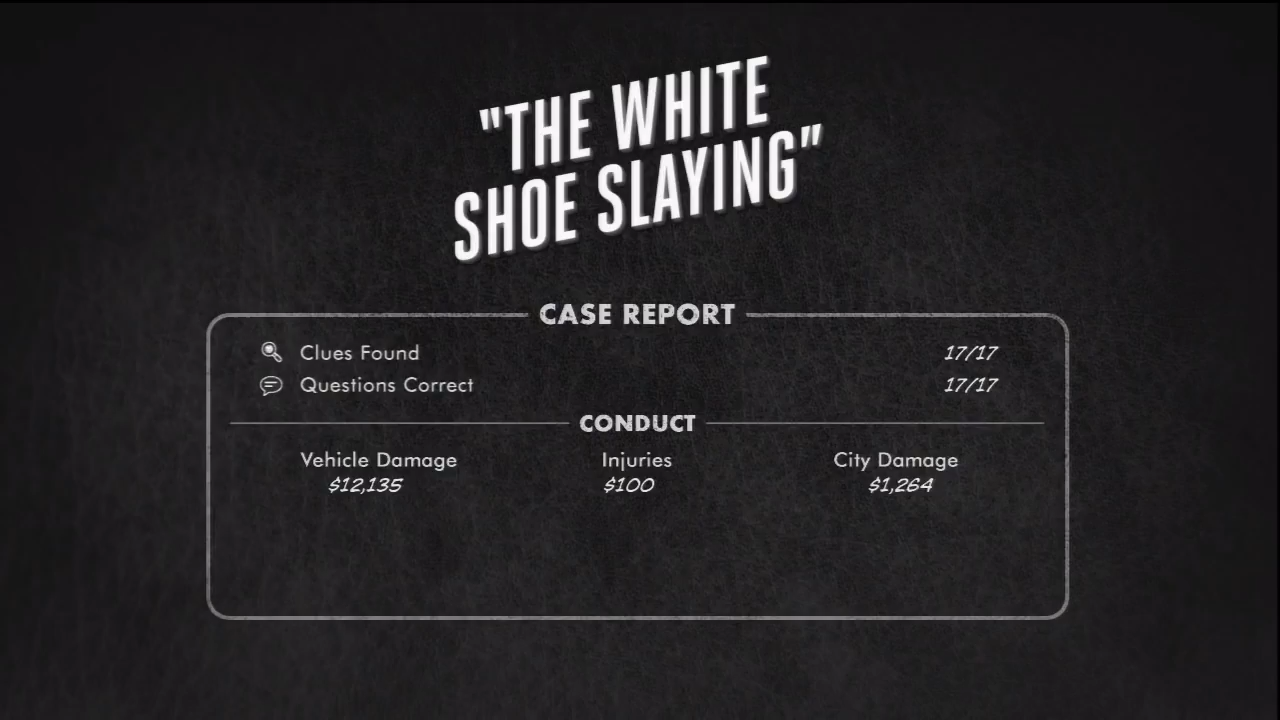 "THE WHITE
SHOE SLAYING"
CASE REPORT
Clues Found 17/17
Questions Correct 17/17
CONDUCT
Vehicle Damage Injuries City Damage
$12,135 $100 $1,264